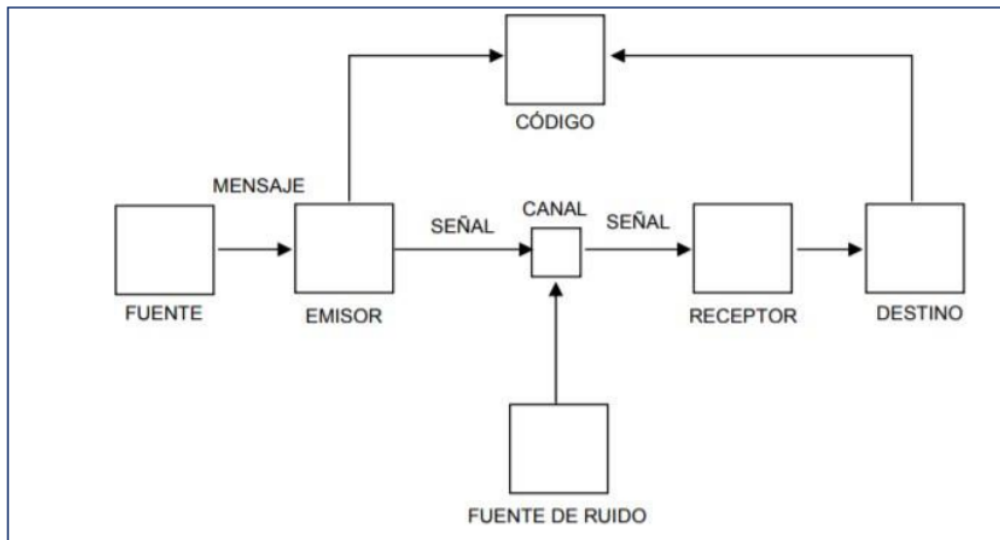 CÓDIGO
MENSAJE
CANAL
SEÑAL
SEÑAL
FUENTE
EMISOR
RECEPTOR
DESTINO
FUENTE DE RUIDO